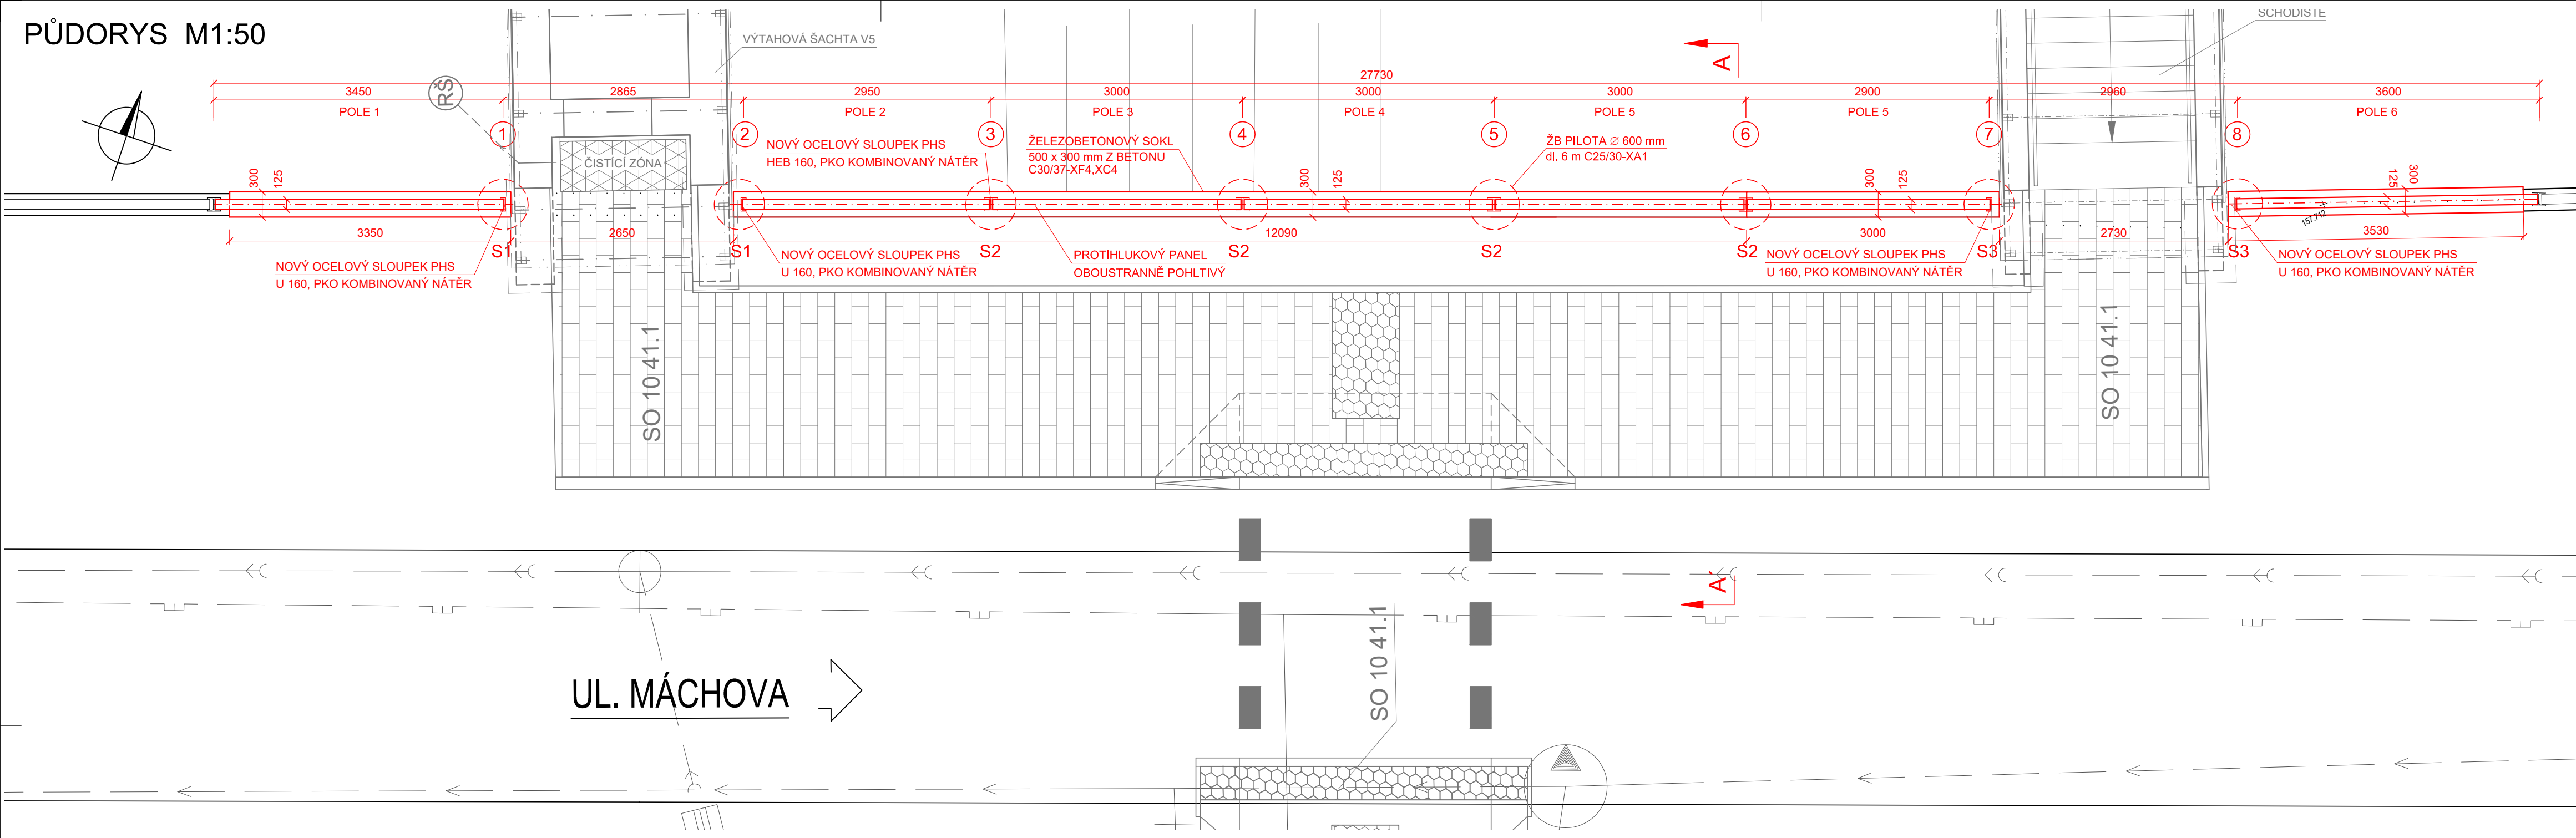 PŮDORYS M1:50
SCHODIŠTĚ
VÝTAHOVÁ ŠACHTA V5
A
27730
3450
2865
2950
3000
3000
3000
2900
2960
3600
RŠ
POLE 1
POLE 2
POLE 3
POLE 4
POLE 5
POLE 5
POLE 6
1
2
3
4
5
6
7
8
NOVÝ OCELOVÝ SLOUPEK PHS
HEB 160, PKO KOMBINOVANÝ NÁTĚR
ŽELEZOBETONOVÝ SOKL
500 x 300 mm Z BETONU
C30/37-XF4,XC4
ŽB PILOTA ∅ 600 mm
dl. 6 m C25/30-XA1
ČISTÍCÍ ZÓNA
300
125
300
125
300
125
125
300
157.712
3350
2650
12090
3000
2730
3530
S1
S1
S2
S2
S2
S2
S3
S3
NOVÝ OCELOVÝ SLOUPEK PHS
U 160, PKO KOMBINOVANÝ NÁTĚR
NOVÝ OCELOVÝ SLOUPEK PHS
U 160, PKO KOMBINOVANÝ NÁTĚR
PROTIHLUKOVÝ PANEL
OBOUSTRANNĚ POHLTIVÝ
NOVÝ OCELOVÝ SLOUPEK PHS
U 160, PKO KOMBINOVANÝ NÁTĚR
NOVÝ OCELOVÝ SLOUPEK PHS
U 160, PKO KOMBINOVANÝ NÁTĚR
SO 10 41.1
SO 10 41.1
A'
SO 10 41.1
UL. MÁCHOVA